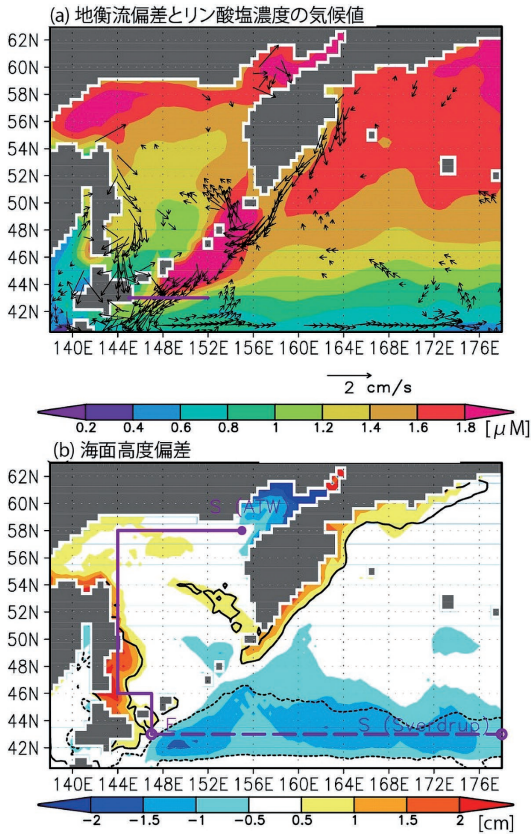 (a) 地衡流偏差とリン酸塩濃度の気候値
62N
60N
58N
56N
54N
52N
50N
48N
46N
44N
42N
140E 144E 148E 152E 156E 160E 164E 168E 172E 176E
2 cm/s
0.2 0.4 0.6 0.8 1 1.2 1.4 1.6 1.8 [μM]
(b) 海面高度偏差
62N
60N
58N
56N
54N
52N
50N
48N
46N
44N
42N
S (ATW
E
S (Sverdrup)
140E 144E 148E 152E 156E 160E 164E 168E 172E 176E
-2 -1.5 -1 -0.5 0.5 1 1.5 2 [cm]